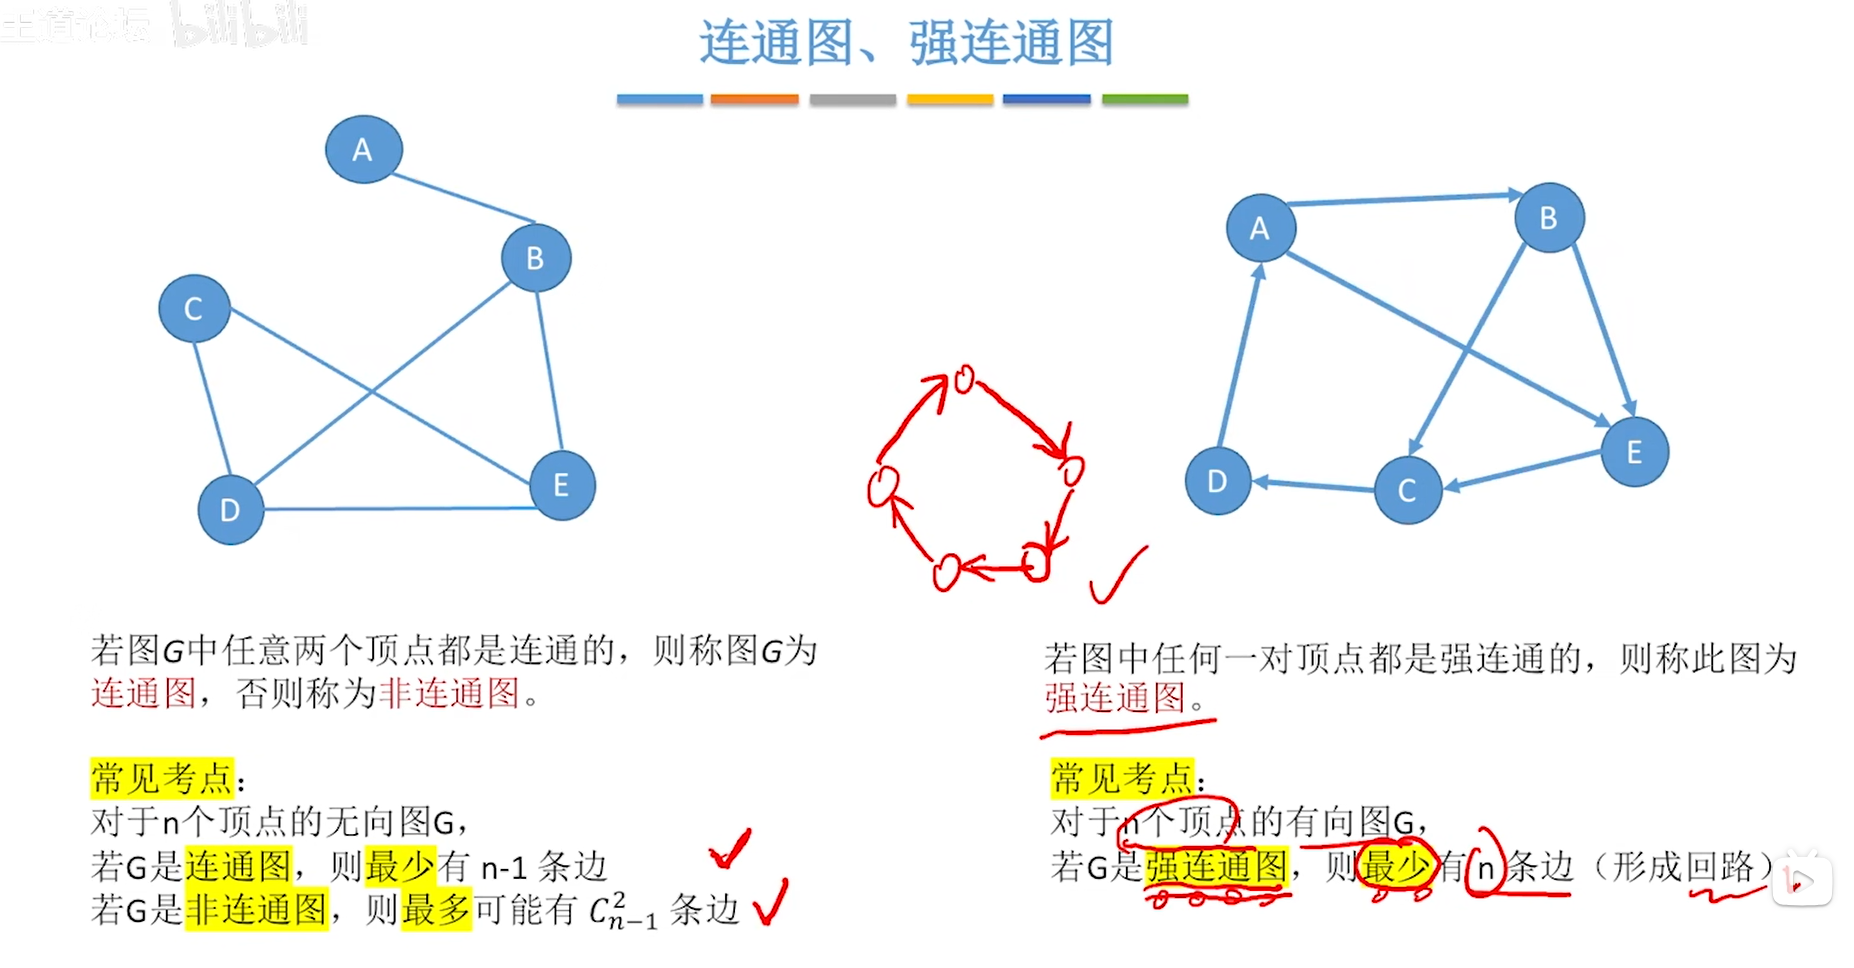 王道论坛 bilibili
连通图、强连通图
A
B
C
D
E
A
B
C
D
E
若图G中任意两个顶点都是连通的，则称图G为
连通图，否则称为非连通图。
常见考点：
对于n个顶点的无向图G，
若G是连通图，则最少有 n-1 条边
若G是非连通图，则最多可能有 C²ₙ₋₁ 条边
若图中任何一对顶点都是强连通的，则称此图为
强连通图。
常见考点：
对于n个顶点的有向图G，
若G是强连通图，则最少有 n 条边（形成回路）